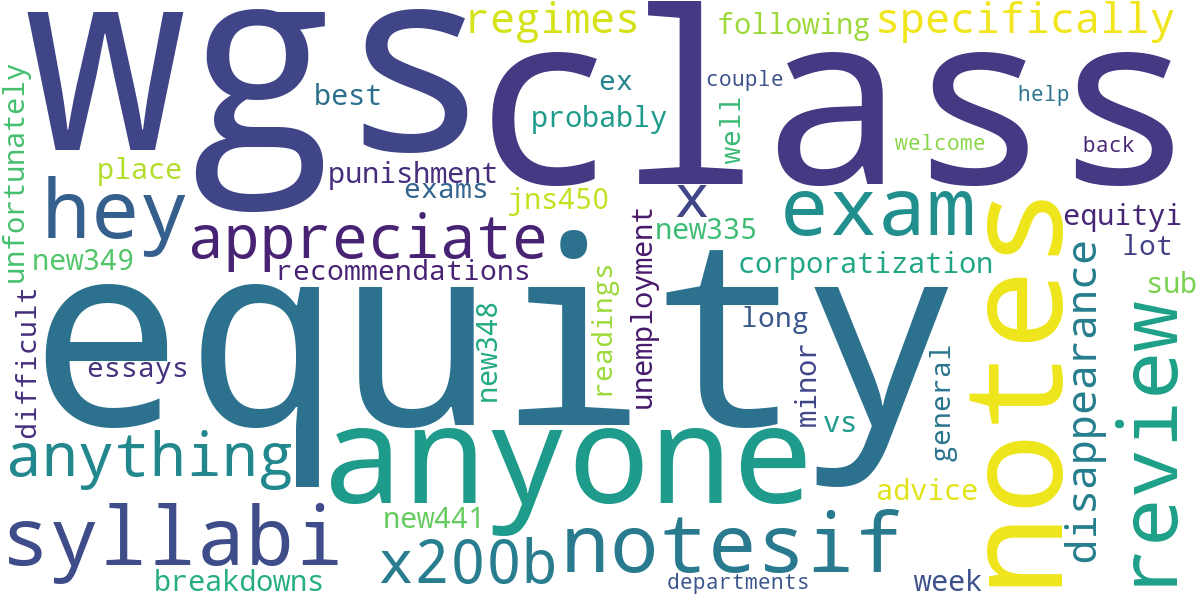 wgs
class
regimes
following
specifically
unfortunately
best
ex
couple
help
probably
well
welcome
back
place
punishment
exams
jns450
x
hey
exam
notes
equityi
appreciate
new335
lot
new349
recommendations
corporatization
sub
equity
unemployment
readings
disappearance
difficult
new348
long
review
essays
minor
general
vs
anything
anyone
advice
syllabi
new441
notesif
x200b
breakdowns
departments
week